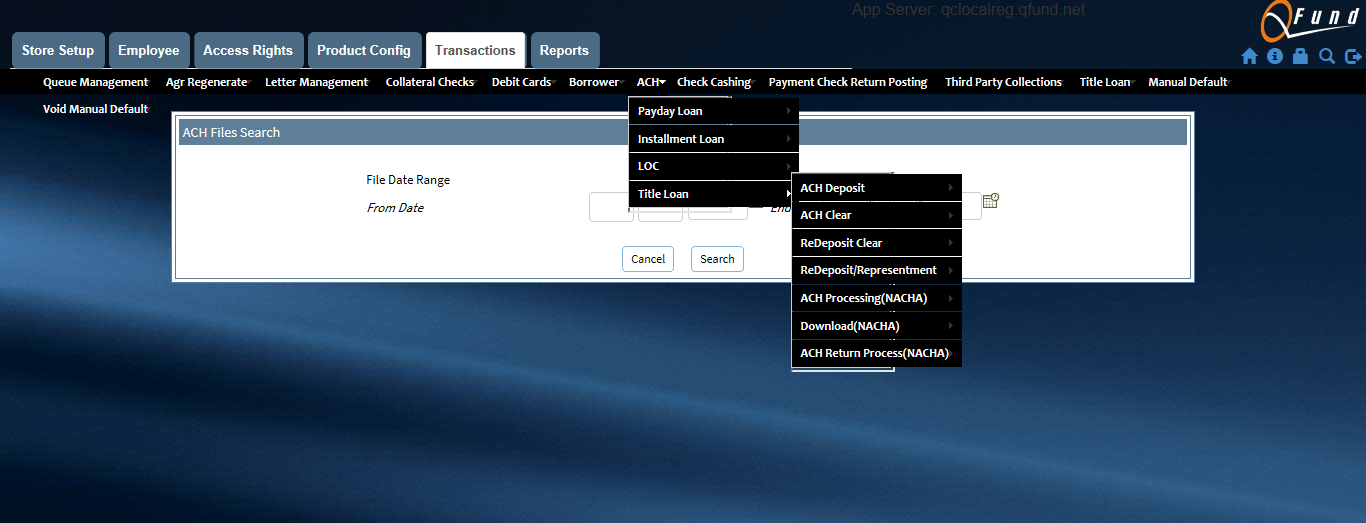 App Server: qclocalreg.qfund.net
QFund
Store Setup
Employee
Access Rights
Product Config
Transactions
Reports
Queue Management
Agr Regenerate
Letter Management
Collateral Checks
Debit Cards
Borrower
ACH
Check Cashing
Payment Check Return Posting
Third Party Collections
Title Loan
Manual Default
Void Manual Default
Payday Loan
Installment Loan
LOC
Title Loan
ACH Deposit
ACH Clear
ReDeposit Clear
ReDeposit/Representment
ACH Processing(NACHA)
Download(NACHA)
ACH Return Process(NACHA)
ACH Files Search
File Date Range
From Date
End
Cancel
Search